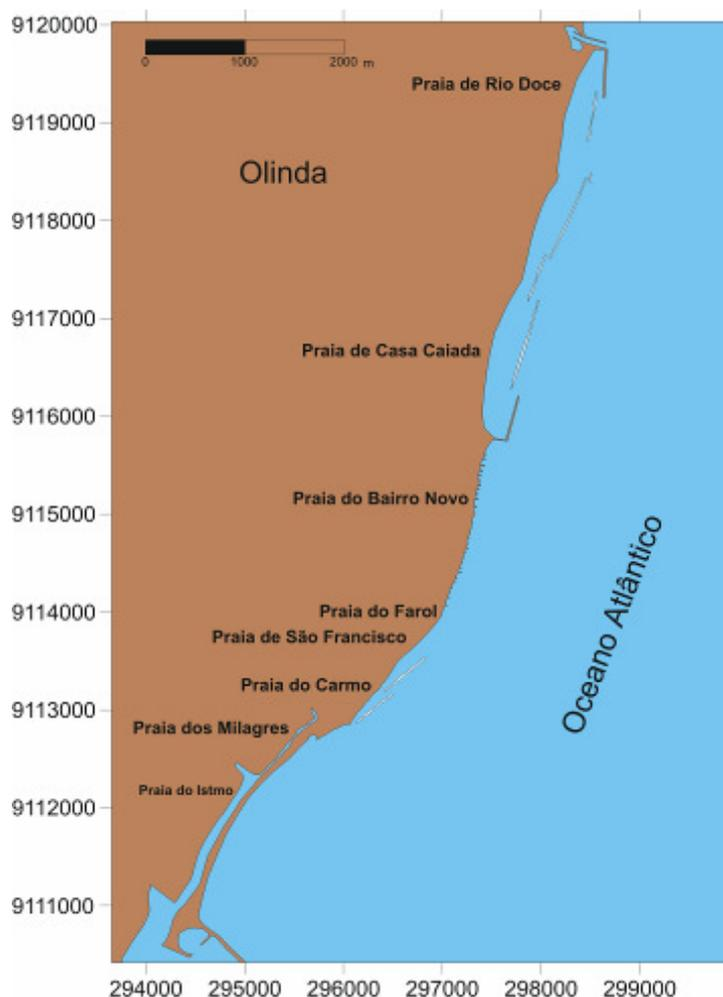 9120000
0 1000 2000 m
Praia de Rio Doce
9119000
Olinda
9118000
9117000
Praia de Casa Caiada
9116000
Praia do Bairro Novo
9115000
Oceano Atlântico
9114000
Praia do Farol
Praia de São Francisco
Praia do Carmo
9113000
Praia dos Milagres
Praia do Istmo
9112000
9111000
294000 295000 296000 297000 298000 299000